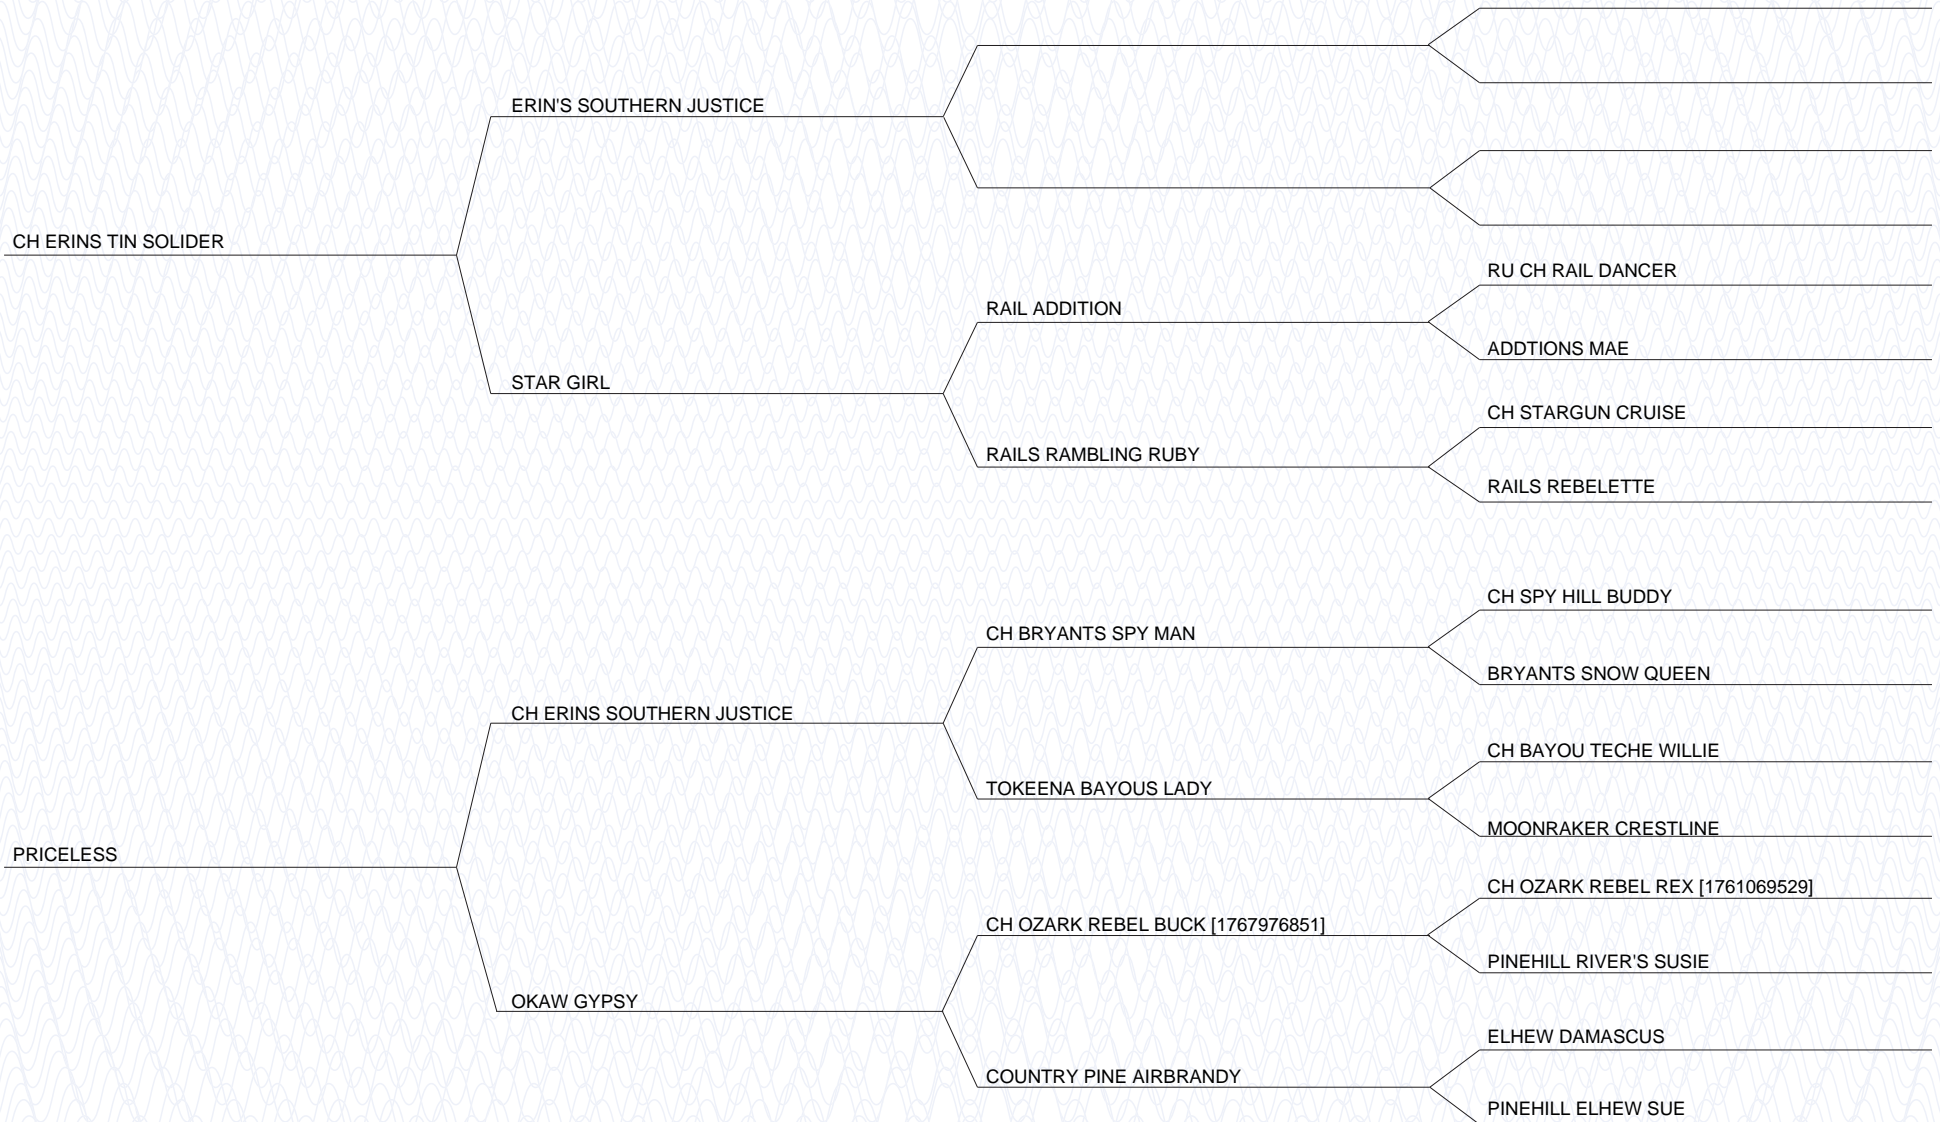 ERIN'S SOUTHERN JUSTICE
CH ERINS TIN SOLIDER
RU CH RAIL DANCER
RAIL ADDITION
ADDTIONS MAE
STAR GIRL
CH STARGUN CRUISE
RAILS RAMBLING RUBY
RAILS REBELETTE
CH SPY HILL BUDDY
CH BRYANTS SPY MAN
BRYANTS SNOW QUEEN
CH ERINS SOUTHERN JUSTICE
CH BAYOU TECHE WILLIE
TOKEENA BAYOUS LADY
MOONRAKER CRESTLINE
PRICELESS
CH OZARK REBEL REX [1761069529]
CH OZARK REBEL BUCK [1767976851]
PINEHILL RIVER'S SUSIE
OKAW GYPSY
ELHEW DAMASCUS
COUNTRY PINE AIRBRANDY
PINEHILL ELHEW SUE